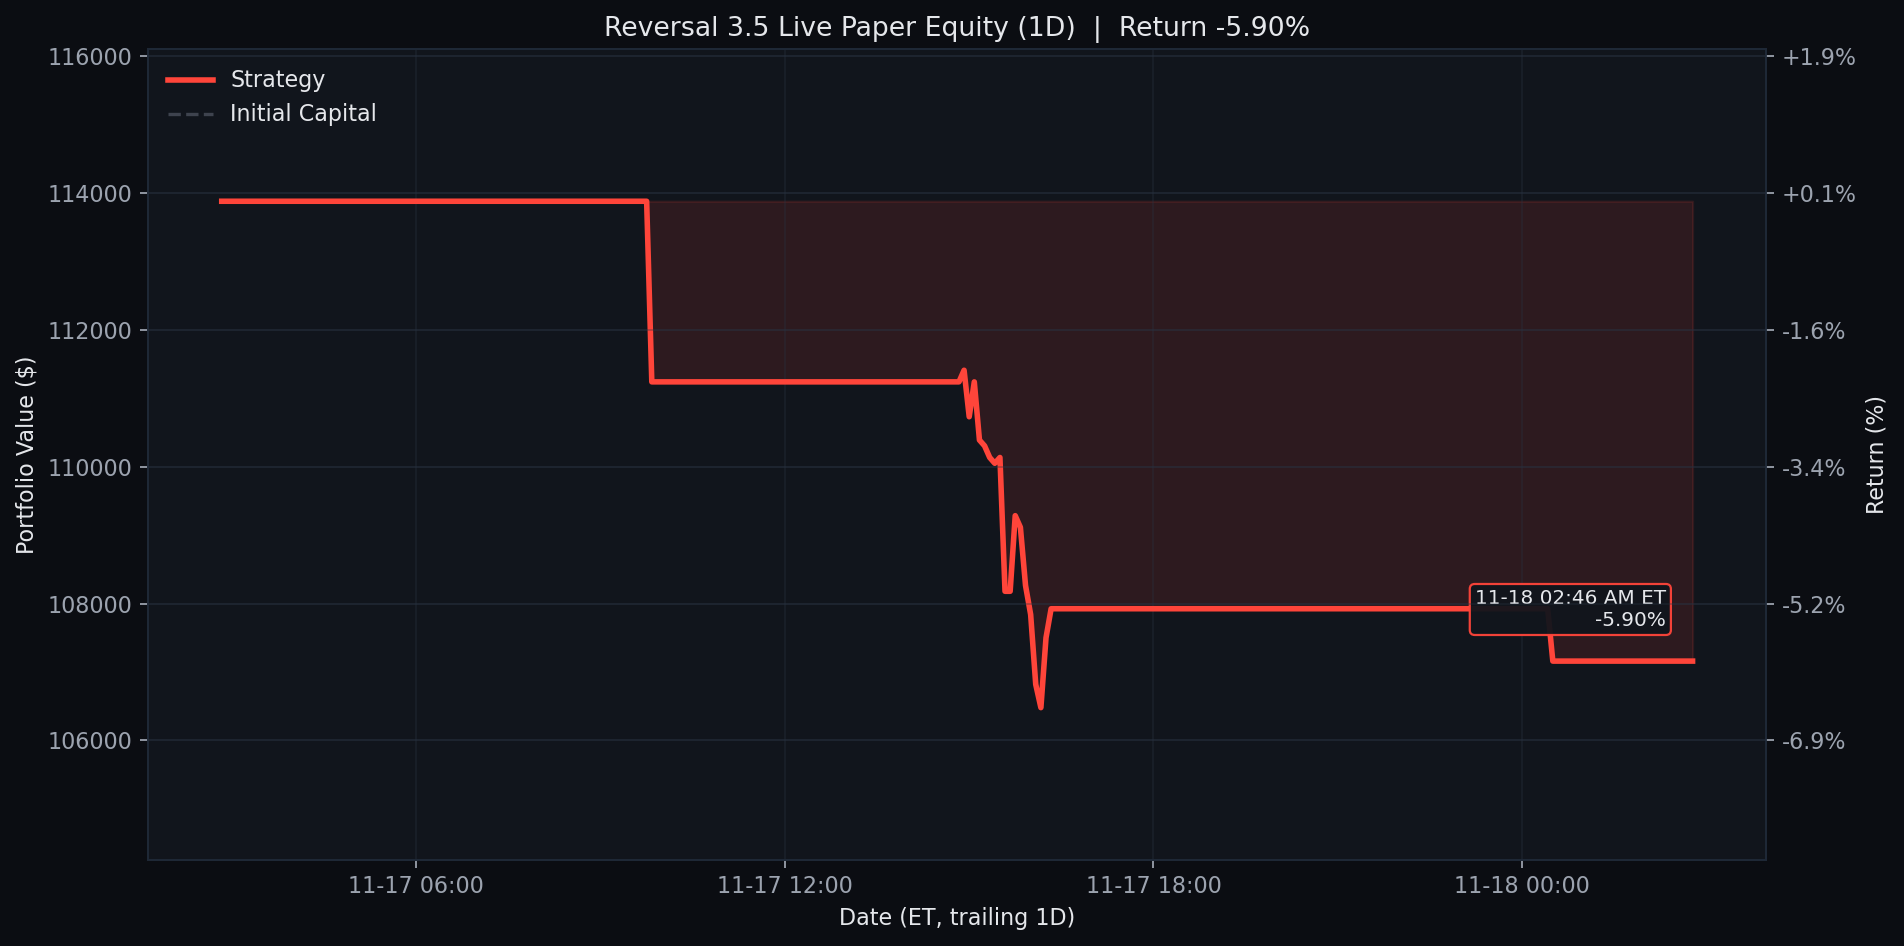 Reversal 3.5 Live Paper Equity (1D)  |  Return -5.90%
Strategy
Initial Capital
116000
114000
112000
110000
108000
106000
Portfolio Value ($)
+1.9%
+0.1%
-1.6%
-3.4%
-5.2%
-6.9%
Return (%)
11-18 02:46 AM ET
-5.90%
11-17 06:00
11-17 12:00
11-17 18:00
11-18 00:00
Date (ET, trailing 1D)